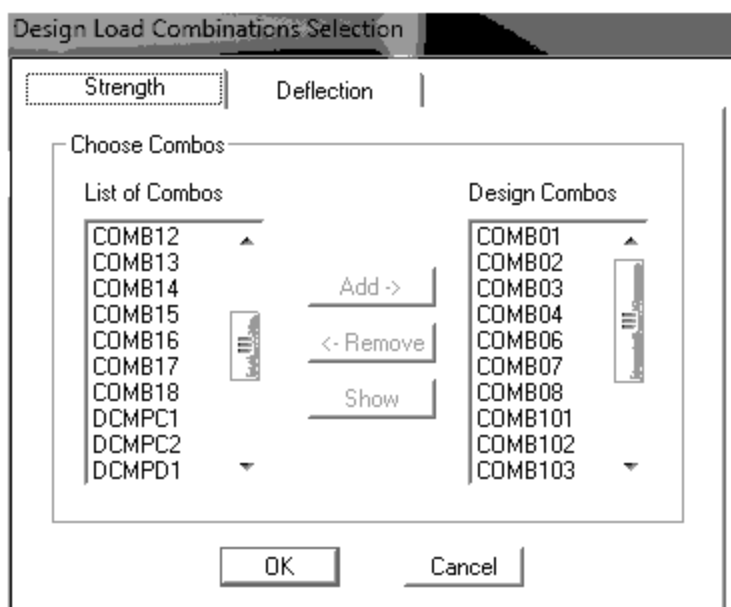 Design Load Combinations Selection
Strength
Deflection
Choose Combos
List of Combos
COMB12
COMB13
COMB14
COMB15
COMB16
COMB17
COMB18
DCMPC1
DCMPC2
DCMPD1
Add ->
<- Remove
Show
Design Combos
COMB01
COMB02
COMB03
COMB04
COMB06
COMB07
COMB08
COMB101
COMB102
COMB103
OK
Cancel